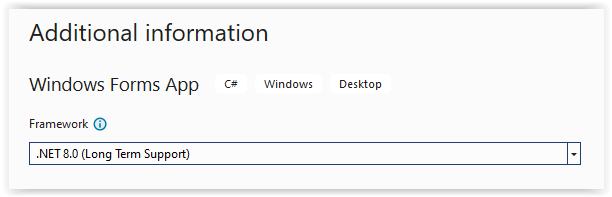 Additional information
Windows Forms App C# Windows Desktop
Framework
.NET 8.0 (Long Term Support)